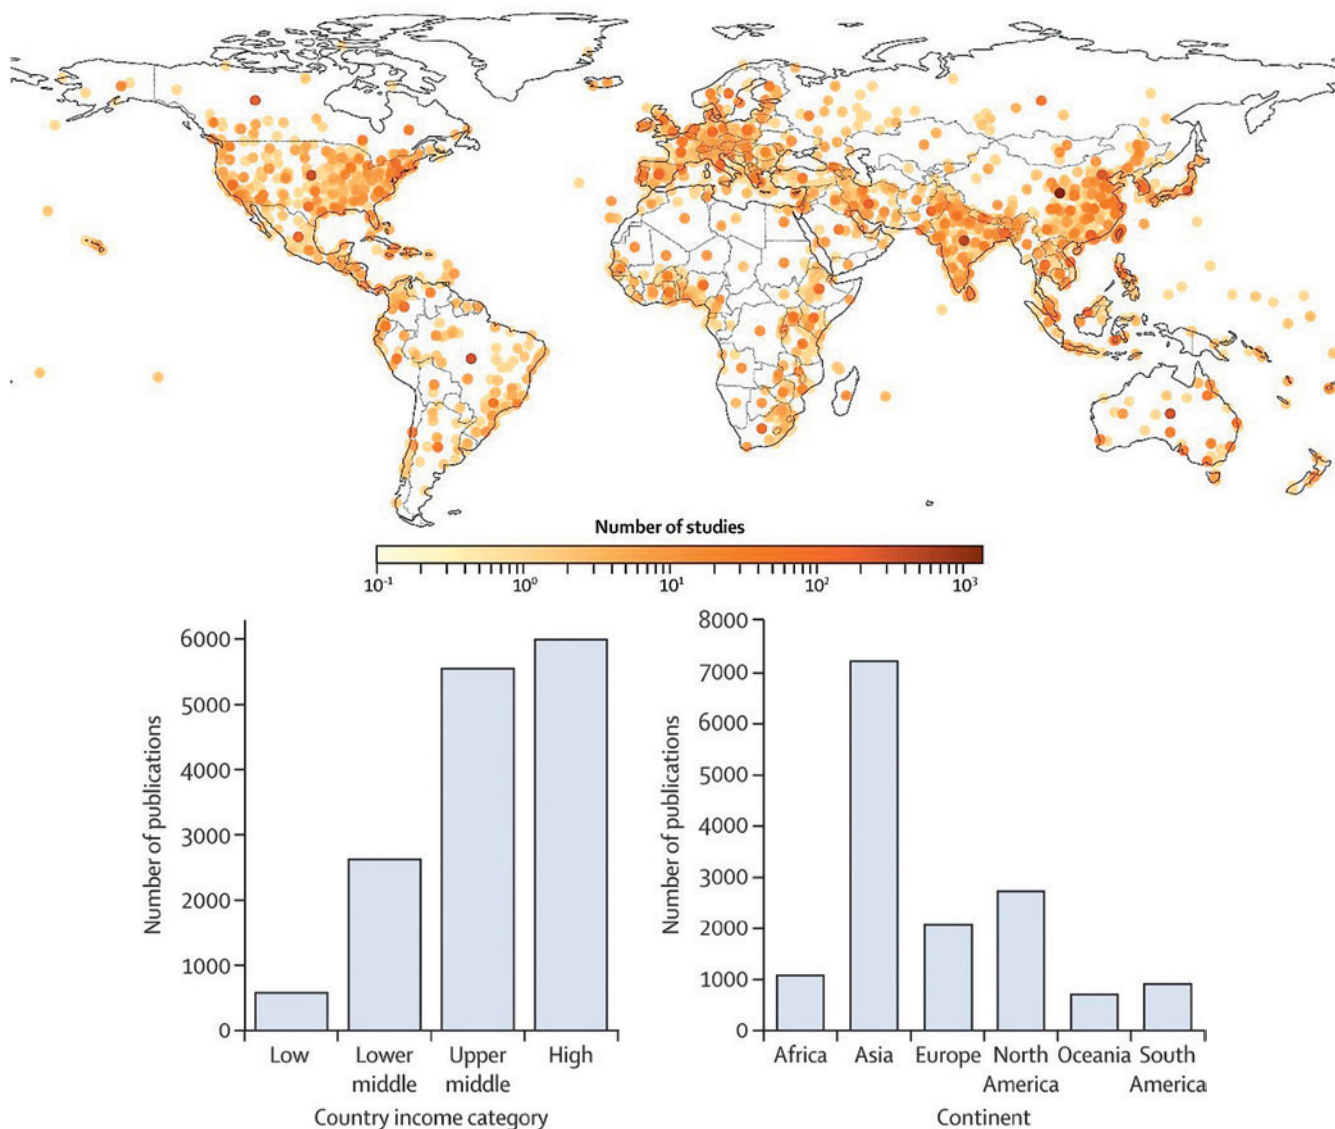 Number of studies
10⁻¹ 10⁰ 10¹ 10² 10³
Number of publications
6000
5000
4000
3000
2000
1000
0
Low Lower Upper High
middle middle
Country income category
Number of publications
8000
7000
6000
5000
4000
3000
2000
1000
0
Africa Asia Europe North Oceania South
America America
Continent